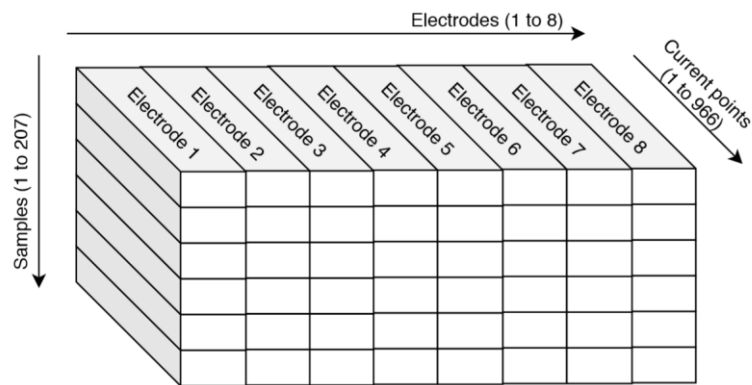 Electrodes (1 to 8)
Current points
(1 to 966)
Samples (1 to 207)
Electrode 1
Electrode 2
Electrode 3
Electrode 4
Electrode 5
Electrode 6
Electrode 7
Electrode 8